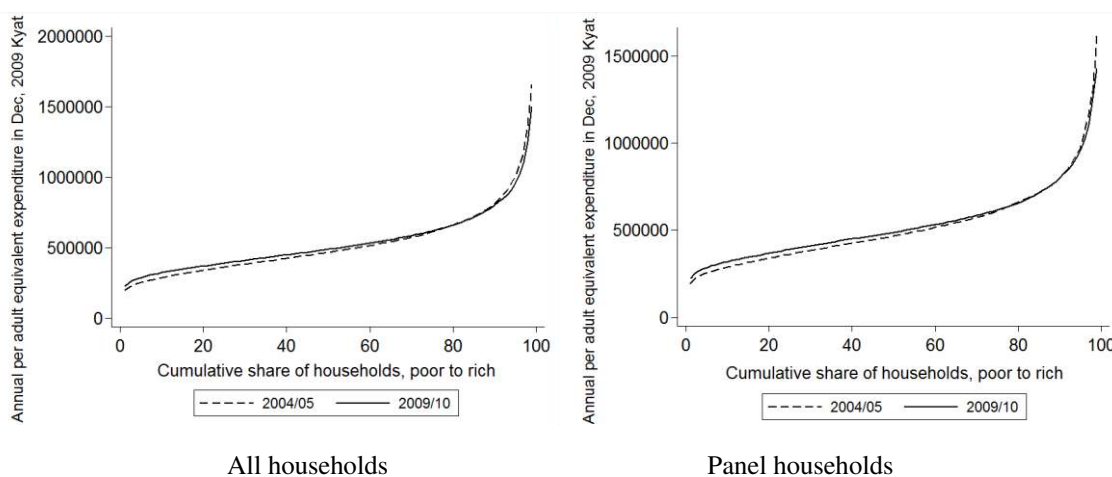 Annual per adult equivalent expenditure in Dec, 2009 Kyat
2000000
1500000
1000000
500000
0
0 20 40 60 80 100
Cumulative share of households, poor to rich
2004/05 2009/10
All households
Annual per adult equivalent expenditure in Dec, 2009 Kyat
1500000
1000000
500000
0
0 20 40 60 80 100
Cumulative share of households, poor to rich
2004/05 2009/10
Panel households